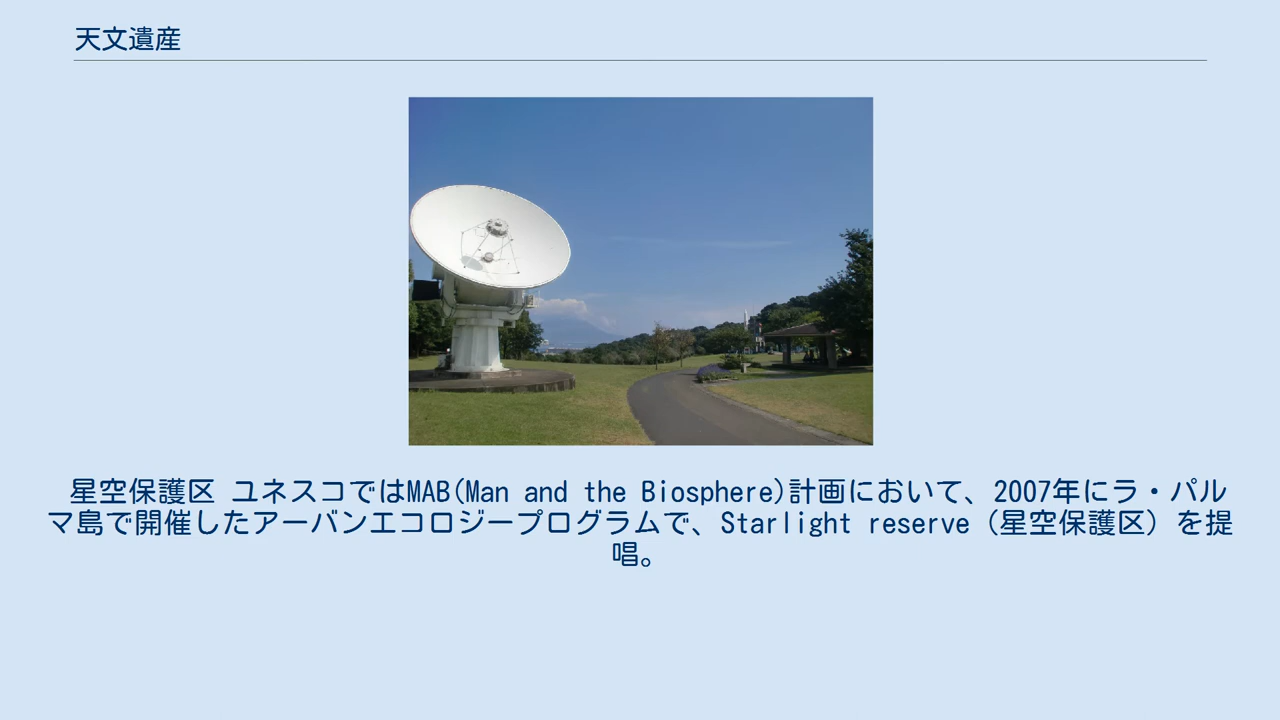 天文遺産
星空保護区 ユネスコではMAB(Man and the Biosphere)計画において、2007年にラ・パル
マ島で開催したアーバンエコロジープログラムで、Starlight reserve（星空保護区）を提
唱。